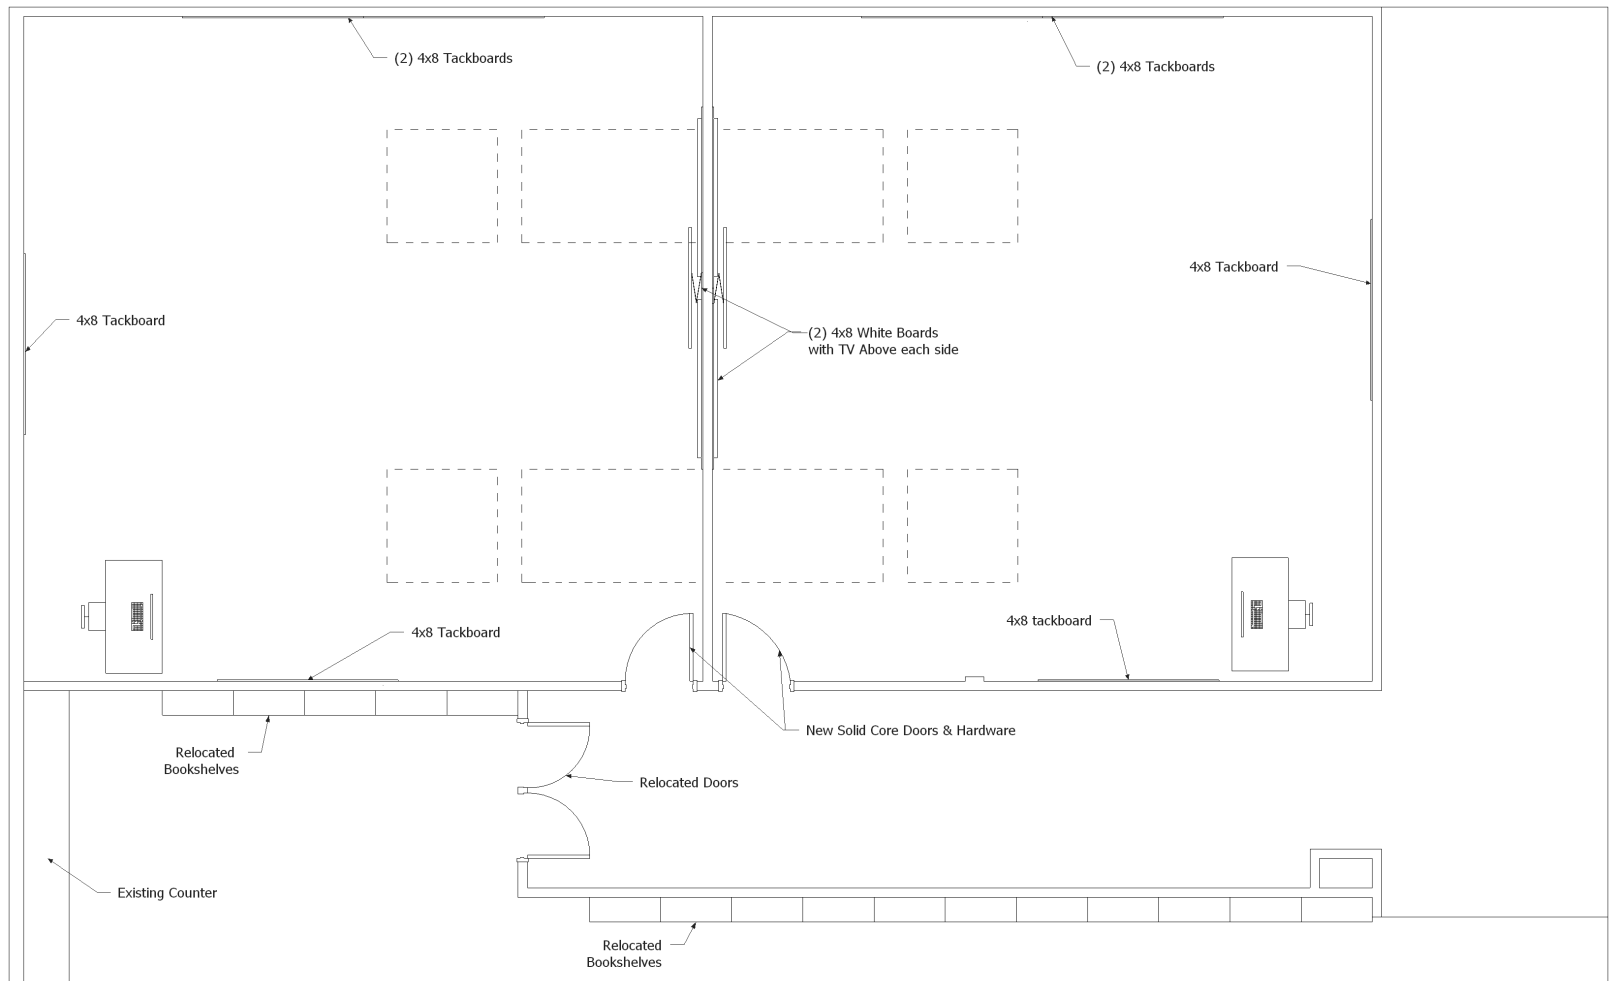 (2) 4x8 Tackboards
(2) 4x8 Tackboards
4x8 Tackboard
4x8 Tackboard
(2) 4x8 White Boards
with TV Above each side
4x8 tackboard
4x8 Tackboard
New Solid Core Doors & Hardware
Relocated
Bookshelves
Relocated Doors
Existing Counter
Relocated
Bookshelves